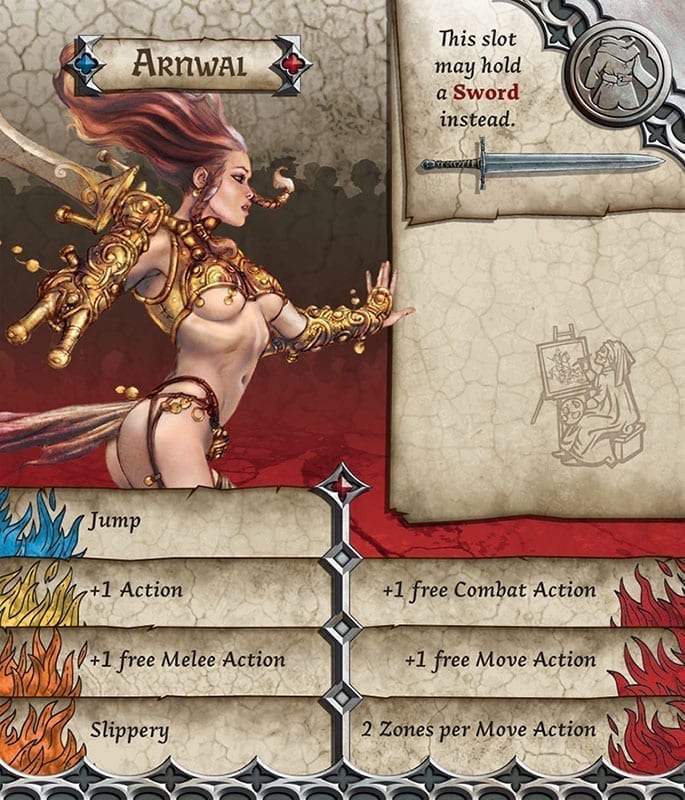 Arnwal
This slot
may hold
a Sword
instead.
Jump
+1 Action
+1 free Melee Action
Slippery
+1 free Combat Action
+1 free Move Action
2 Zones per Move Action